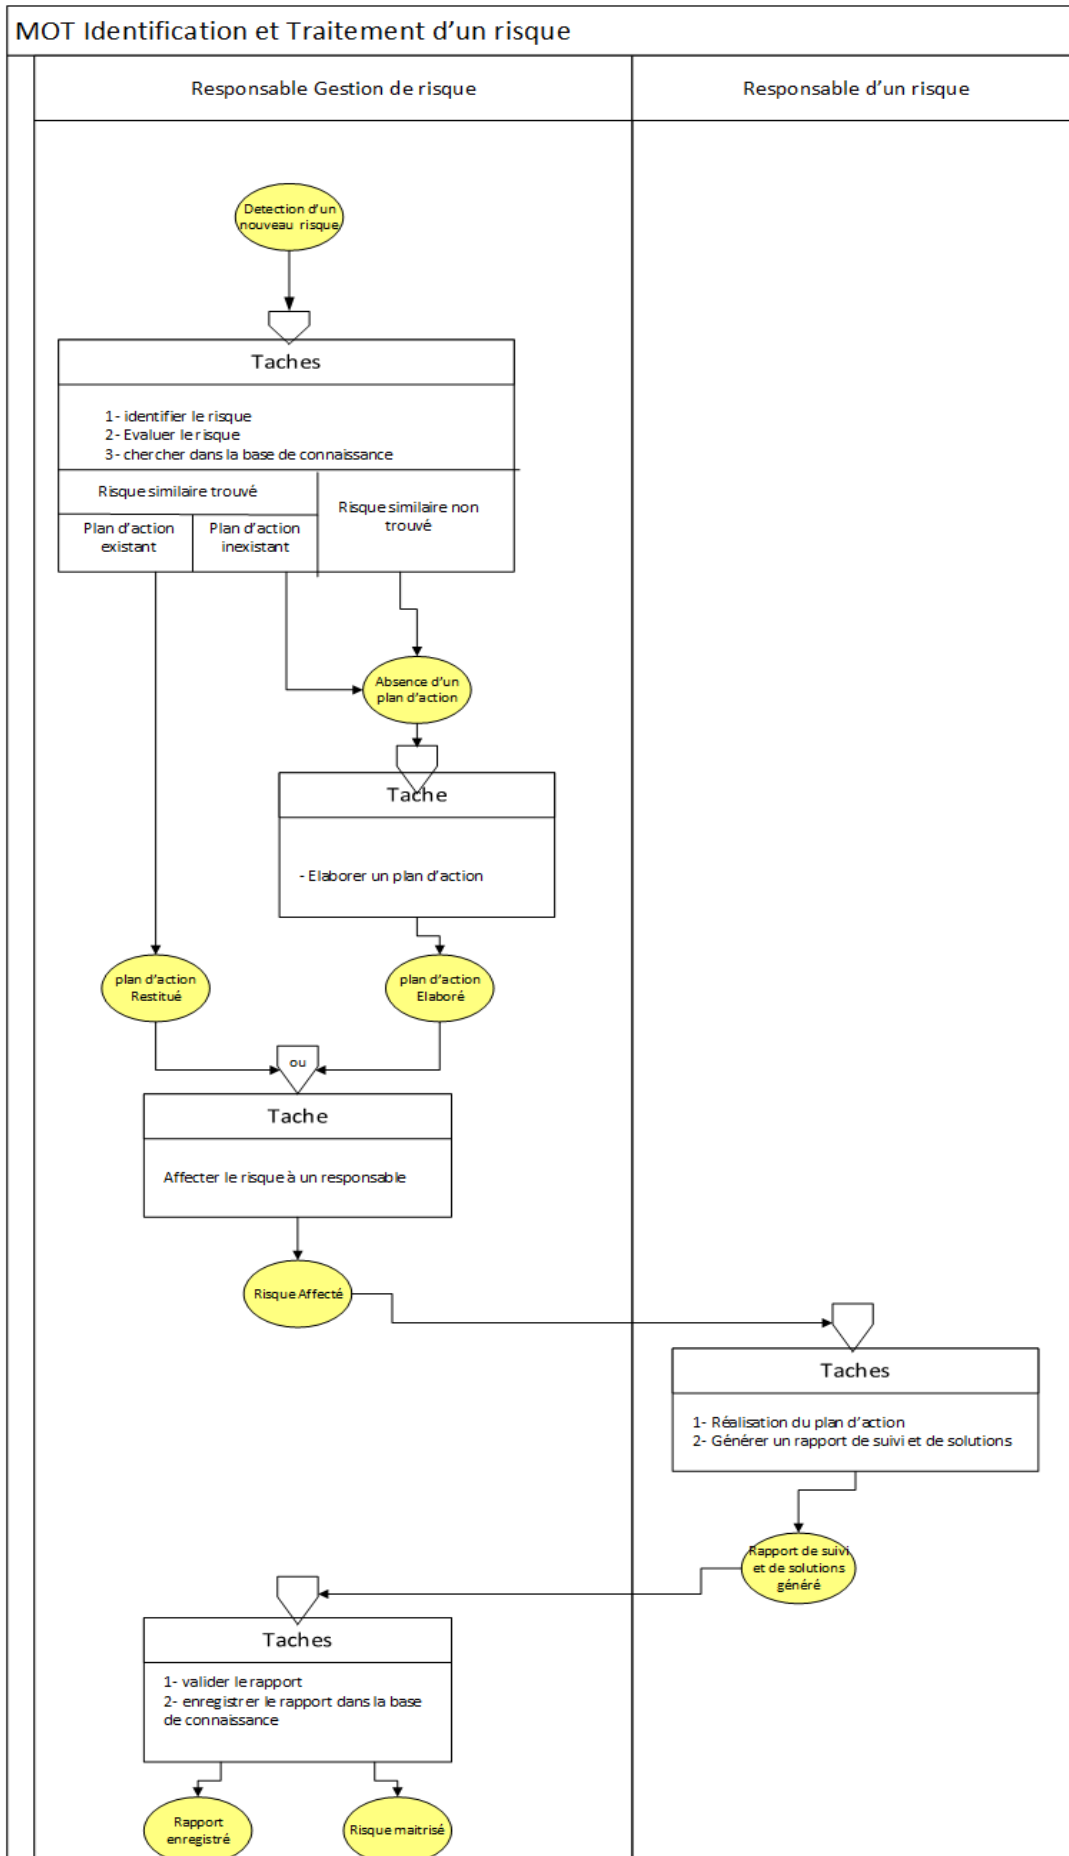 MOT Identification et Traitement d'un risque
Responsable Gestion de risque
Responsable d'un risque
Detection d'un
nouveau risque
Taches
1- identifier le risque
2- Evaluer le risque
3- chercher dans la base de connaissance
Risque similaire trouvé
Risque similaire non
trouvé
Plan d'action
existant
Plan d'action
inexistant
Absence d'un
plan d'action
Tache
- Elaborer un plan d'action
plan d'action
Restitué
plan d'action
Elaboré
ou
Tache
Affecter le risque à un responsable
Risque Affecté
Taches
1- Réalisation du plan d'action
2- Générer un rapport de suivi et de solutions
Rapport de suivi
et de solutions
généré
Taches
1- valider le rapport
2- enregistrer le rapport dans la base
de connaissance
Rapport
enregistré
Risque maitrisé